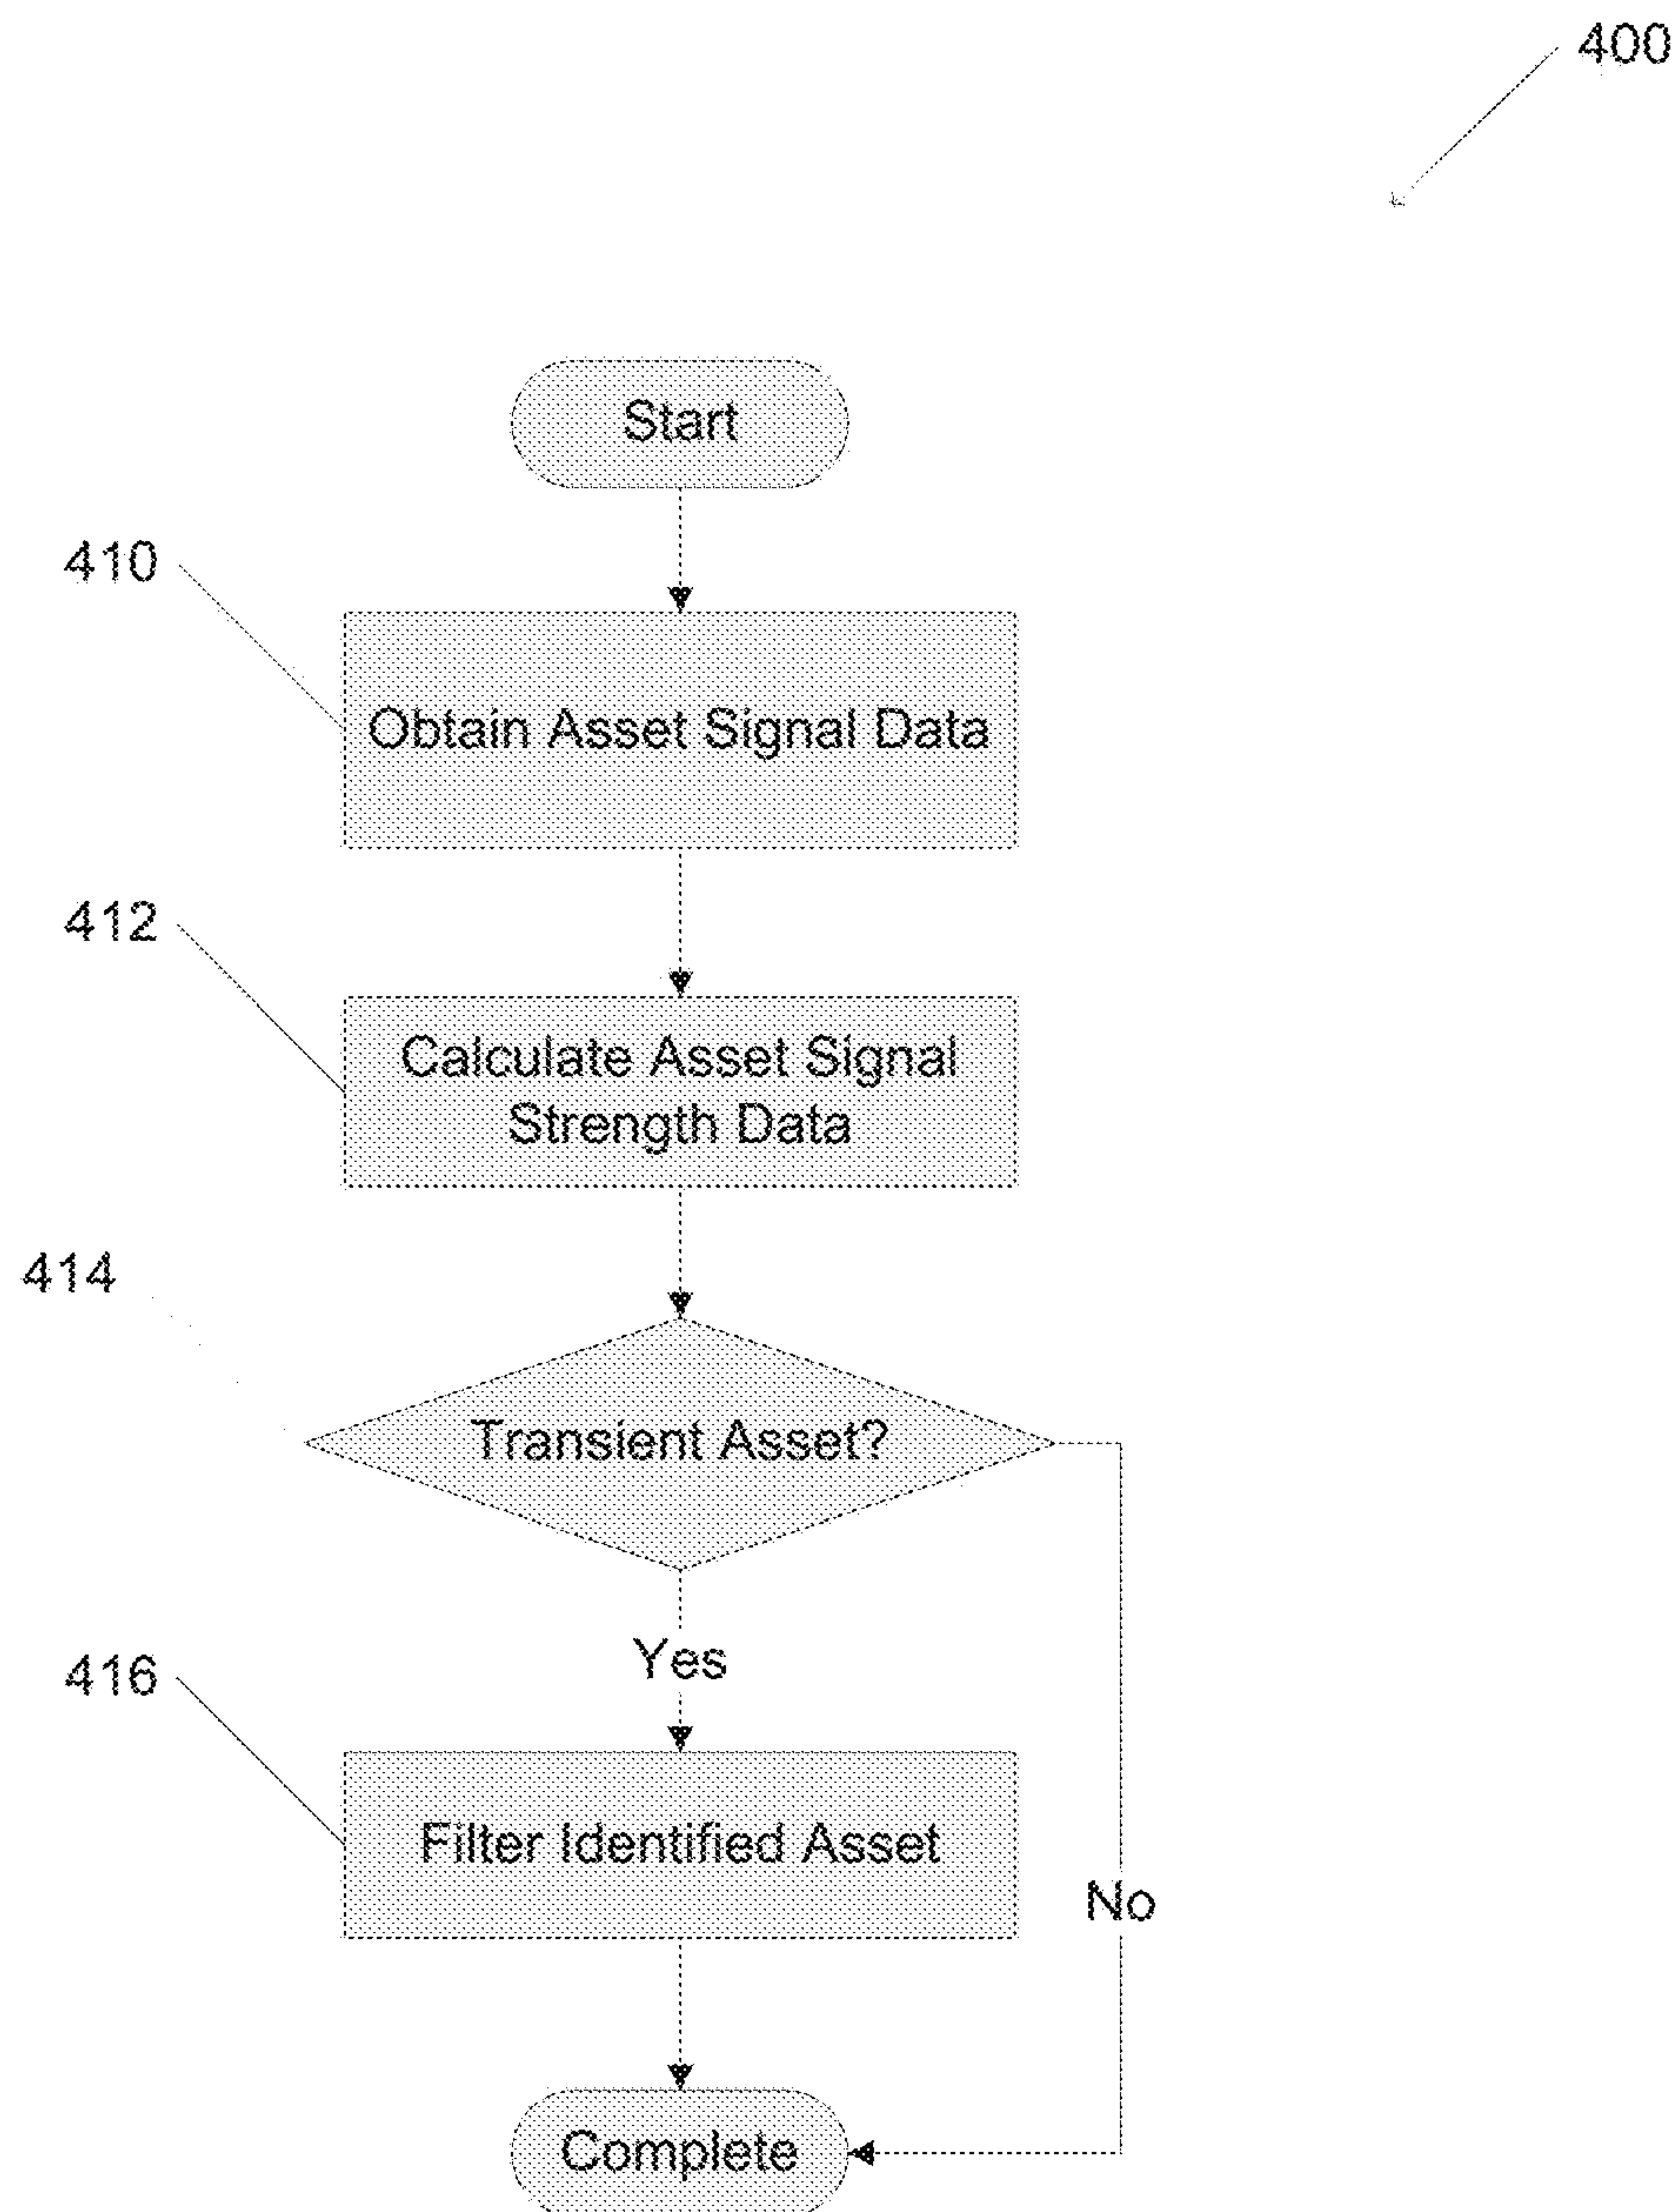 400
Start
410
Obtain Asset Signal Data
412
Calculate Asset Signal
Strength Data
414
Transient Asset?
Yes
416
Filter Identified Asset
No
Complete